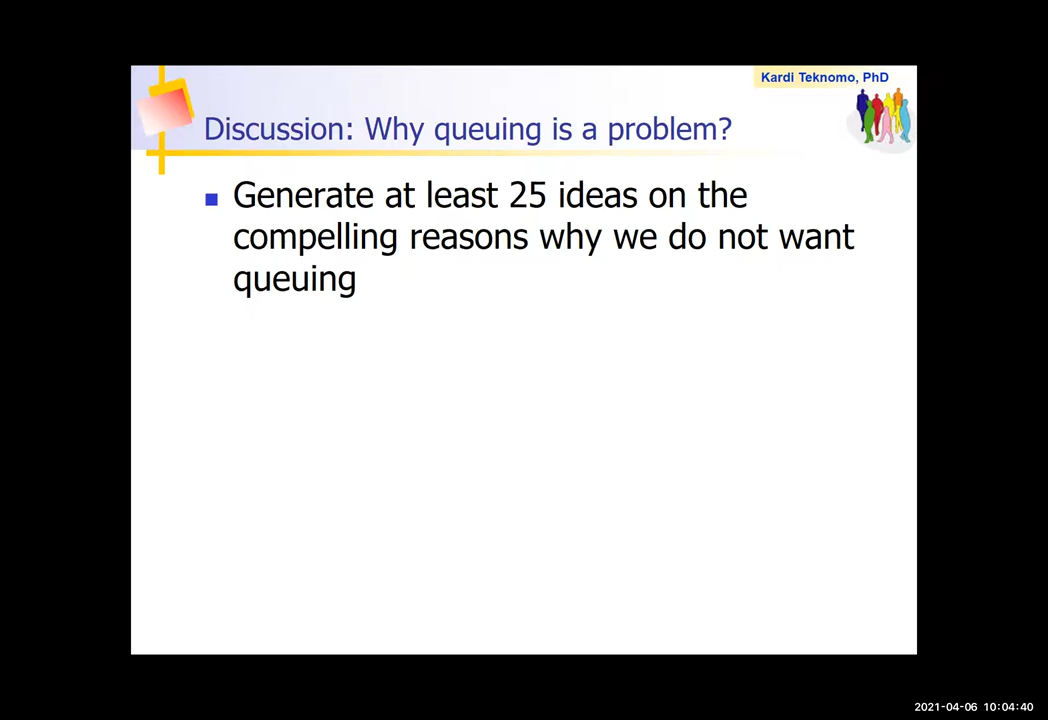 Kardi Teknomo, PhD
Discussion: Why queuing is a problem?
Generate at least 25 ideas on the
compelling reasons why we do not want
queuing
2021-04-06 10:04:40